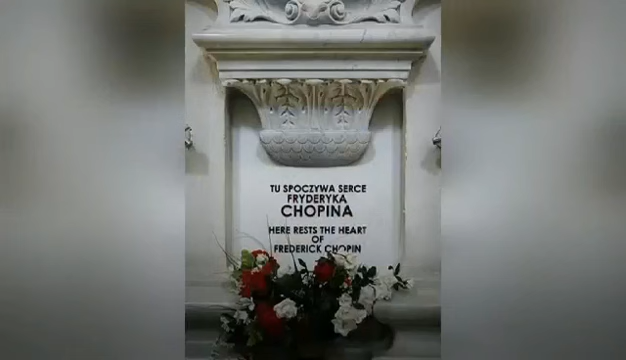 TU SPOCZYWA SERCE
FRYDERYKA
CHOPINA
HERE RESTS THE HEART
OF
FREDERICK CHOPIN